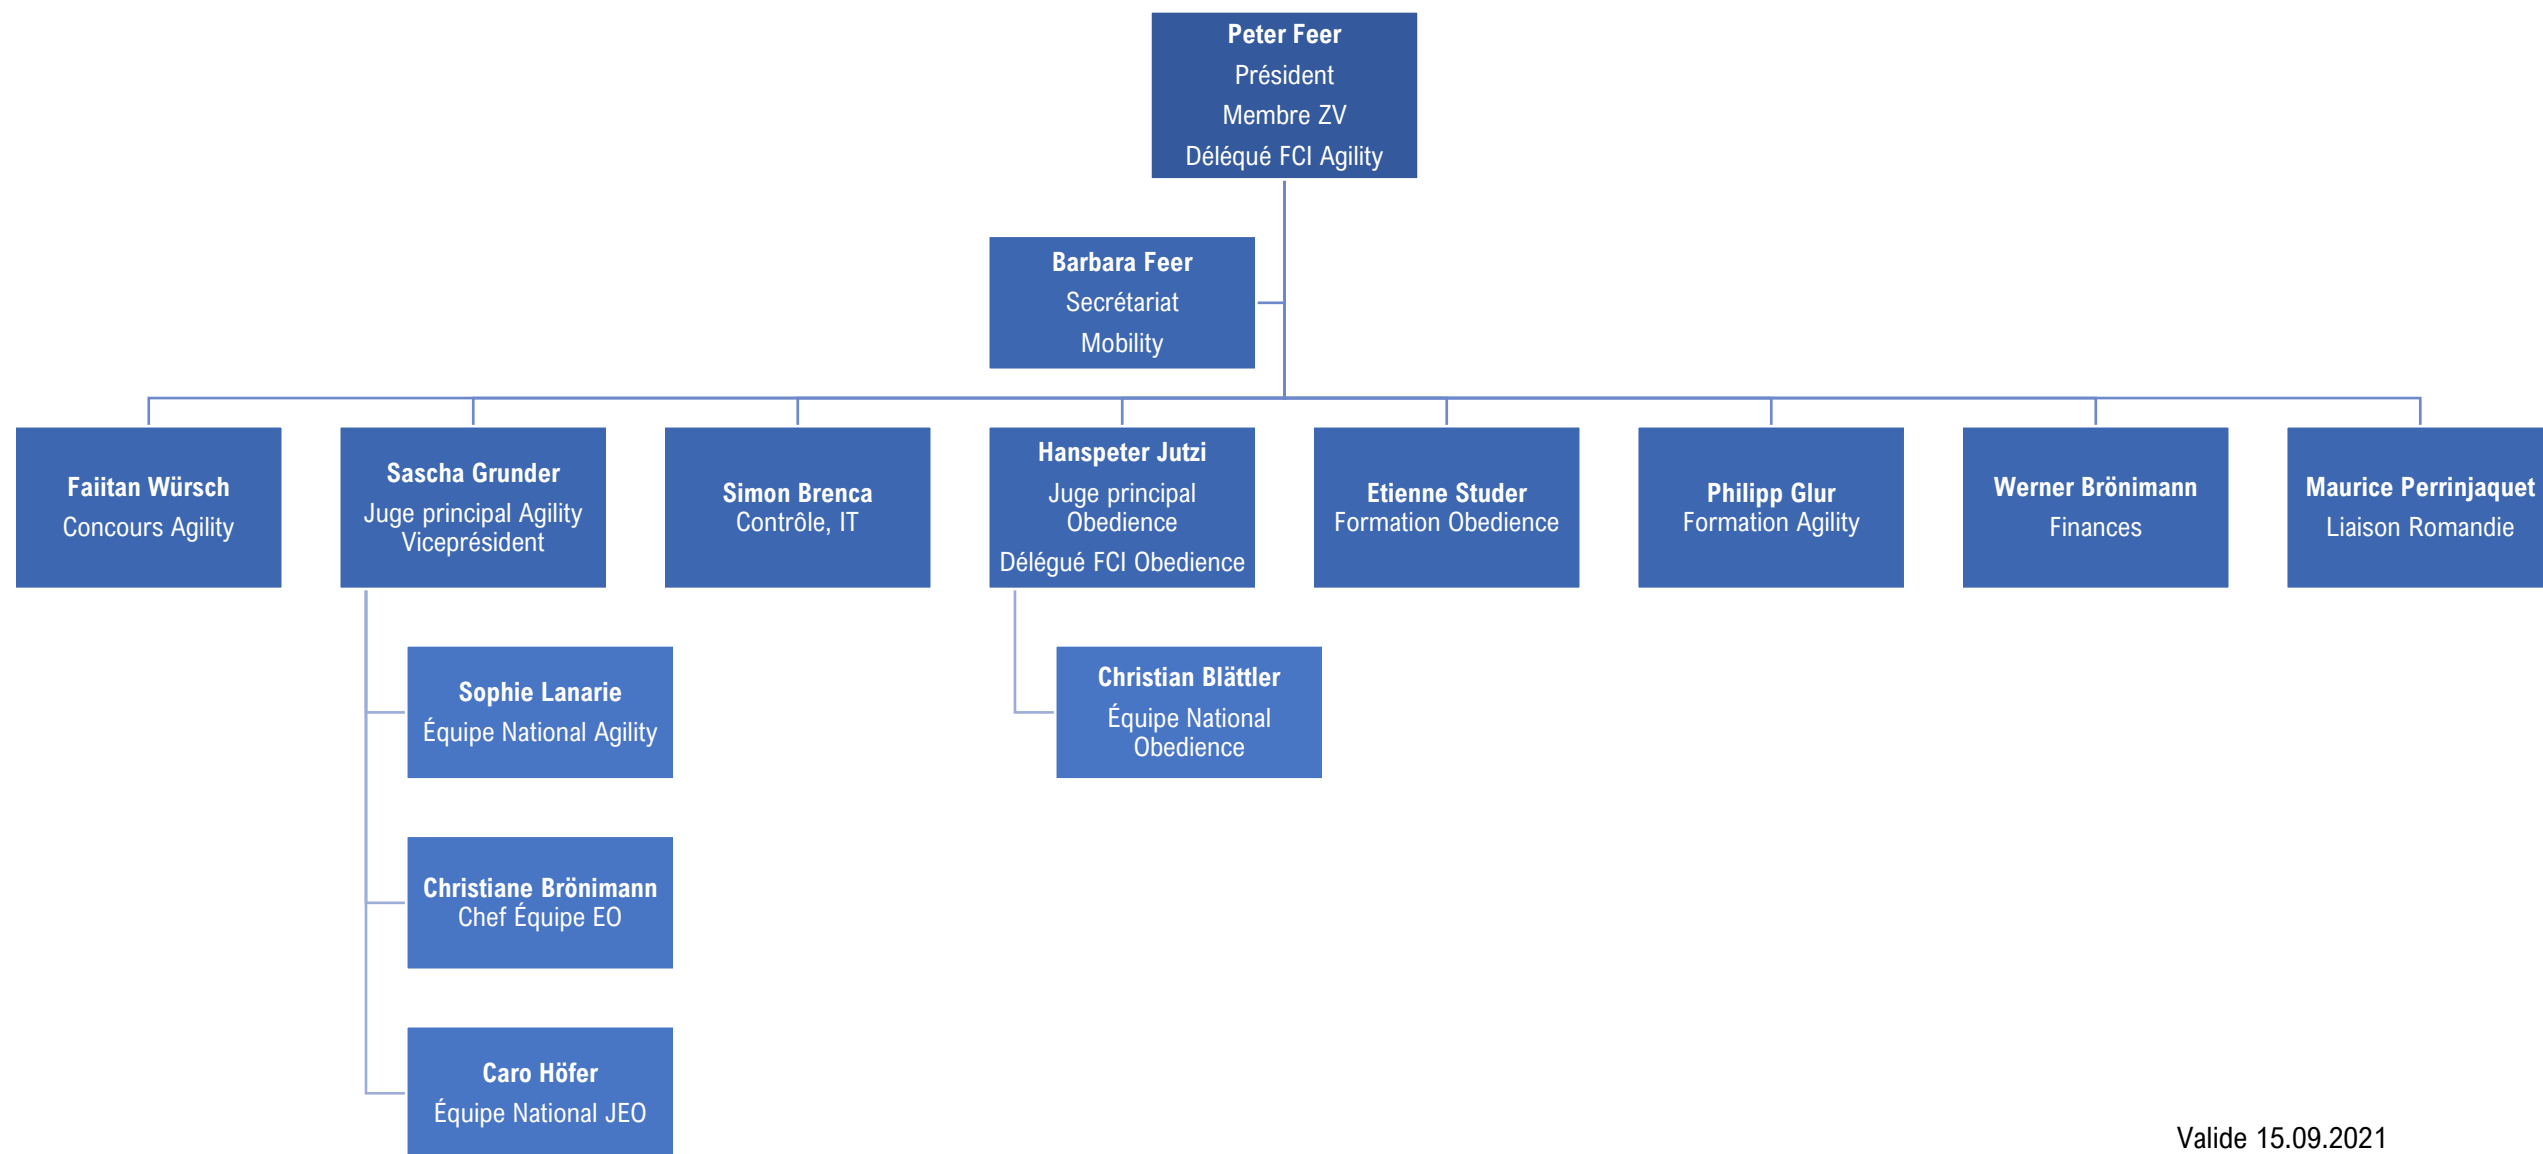 Peter Feer
Président
Membre ZV
Déléqué FCI Agility
Barbara Feer
Secrétariat
Mobility
Faiitan Würsch
Concours Agility
Sascha Grunder
Juge principal Agility
Viceprésident
Simon Brenca
Contrôle, IT
Hanspeter Jutzi
Juge principal
Obedience
Délégué FCI Obedience
Etienne Studer
Formation Obedience
Philipp Glur
Formation Agility
Werner Brönimann
Finances
Maurice Perrinjaquet
Liaison Romandie
Sophie Lanarie
Équipe National Agility
Christian Blättler
Équipe National
Obedience
Christiane Brönimann
Chef Équipe EO
Caro Höfer
Équipe National JEO
Valide 15.09.2021